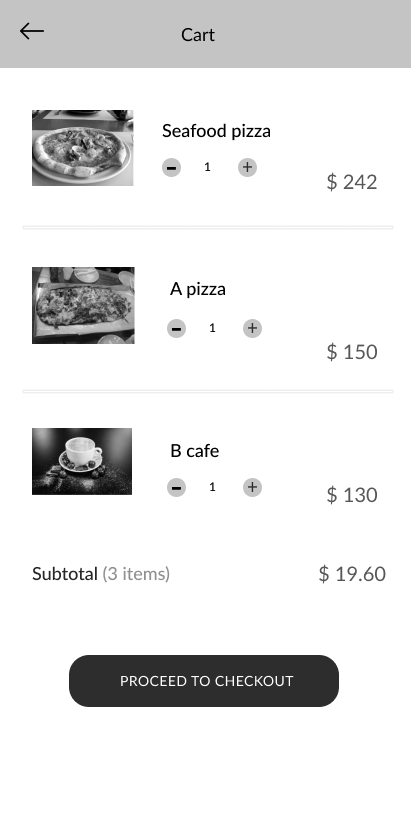 Cart
Seafood pizza
- 1 +
$ 242
A pizza
- 1 +
$ 150
B cafe
- 1 +
$ 130
Subtotal (3 items) $ 19.60
PROCEED TO CHECKOUT